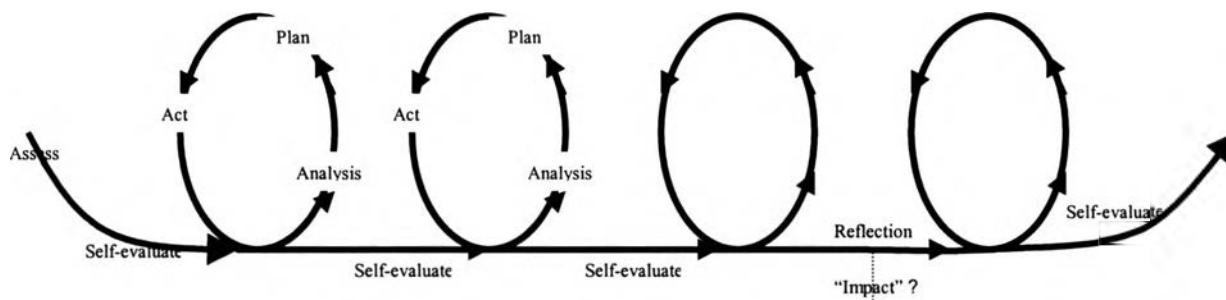 Plan
Plan
Act
Act
Assess
Analysis
Analysis
Self-evaluate
Reflection
Self-evaluate
Self-evaluate
Self-evaluate
"Impact" ?